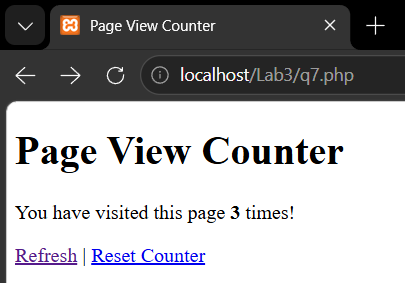 Page View Counter
localhost/Lab3/q7.php
Page View Counter
You have visited this page 3 times!
Refresh | Reset Counter